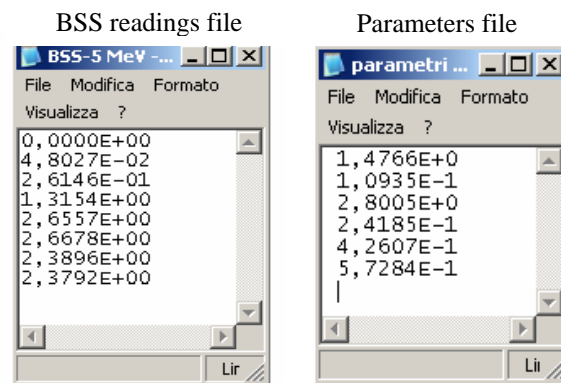 BSS readings file
Parameters file
BSS-5 MeV -...
File Modifica Formato
Visualizza ?
0,0000E+00
4,8027E-02
2,6146E-01
1,3154E+00
2,6557E+00
2,6678E+00
2,3896E+00
2,3792E+00
Lir
parametri ...
File Modifica Formato
Visualizza ?
1,4766E+0
1,0935E-1
2,8005E+0
2,4185E-1
4,2607E-1
5,7284E-1
Lii